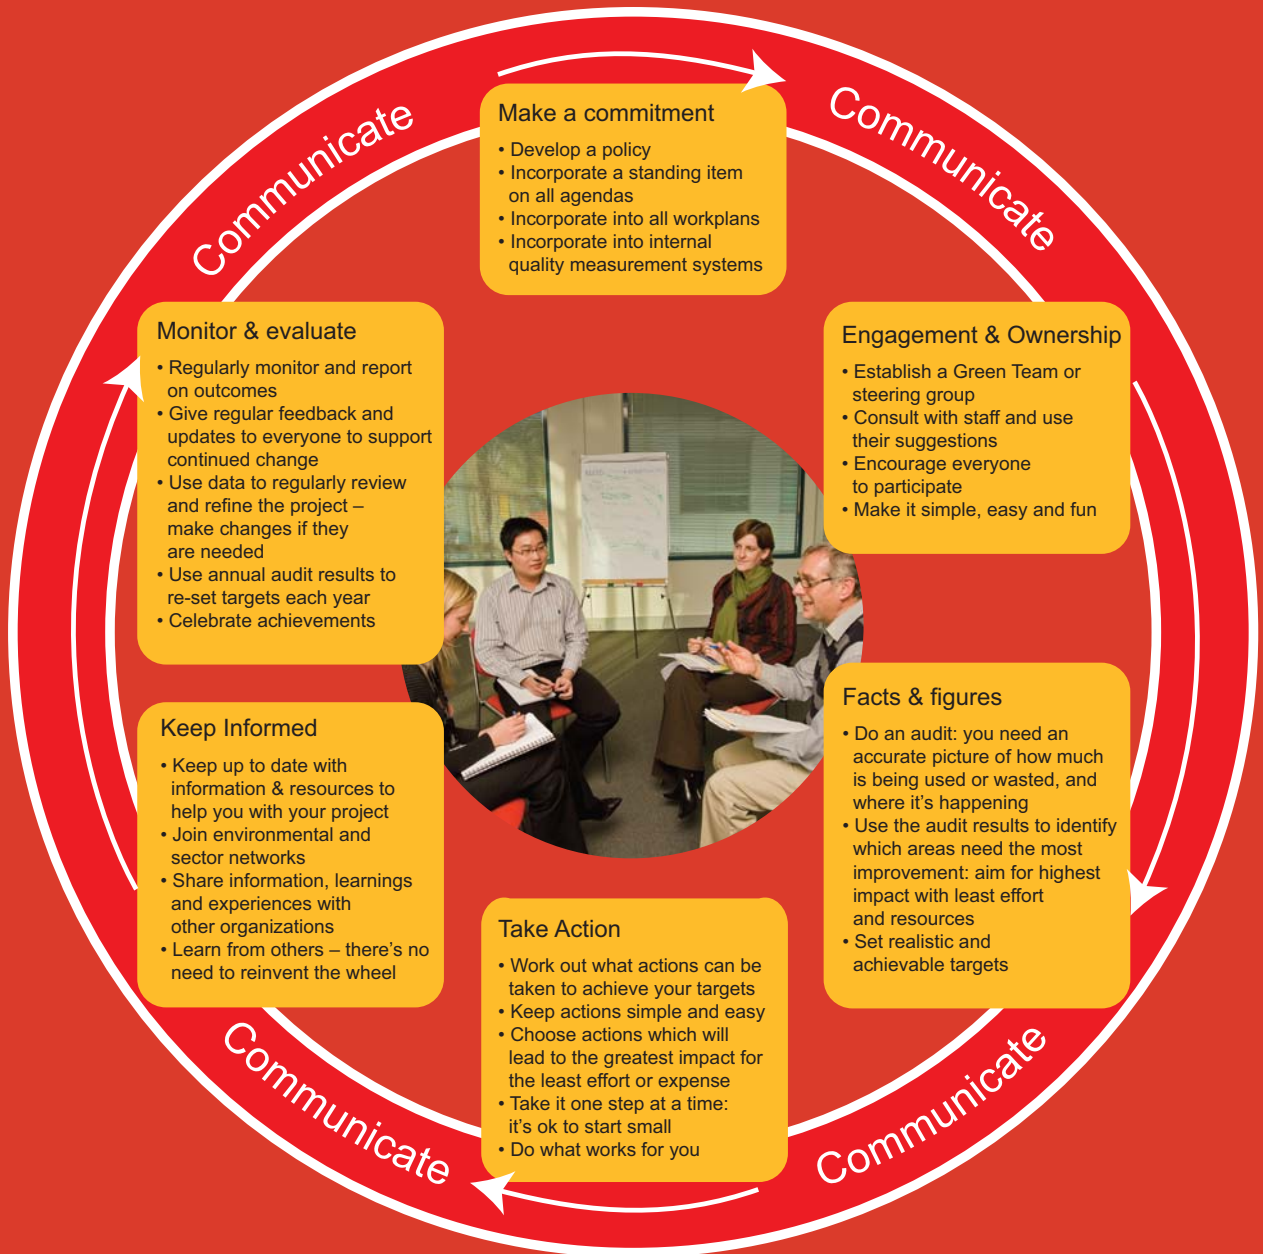 Communicate
Communicate
Make a commitment
• Develop a policy
• Incorporate a standing item
on all agendas
• Incorporate into all workplans
• Incorporate into internal
quality measurement systems
Engagement & Ownership
• Establish a Green Team or
steering group
• Consult with staff and use
their suggestions
• Encourage everyone
to participate
• Make it simple, easy and fun
Facts & figures
• Do an audit: you need an
accurate picture of how much
is being used or wasted, and
where it's happening
• Use the audit results to identify
which areas need the most
improvement: aim for highest
impact with least effort
and resources
• Set realistic and
achievable targets
Communicate
Take Action
• Work out what actions can be
taken to achieve your targets
• Keep actions simple and easy
• Choose actions which will
lead to the greatest impact for
the least effort or expense
• Take it one step at a time:
it's ok to start small
• Do what works for you
Communicate
Keep Informed
• Keep up to date with
information & resources to
help you with your project
• Join environmental and
sector networks
• Share information, learnings
and experiences with
other organizations
• Learn from others – there's no
need to reinvent the wheel
Monitor & evaluate
• Regularly monitor and report
on outcomes
• Give regular feedback and
updates to everyone to support
continued change
• Use data to regularly review
and refine the project –
make changes if they
are needed
• Use annual audit results to
re-set targets each year
• Celebrate achievements